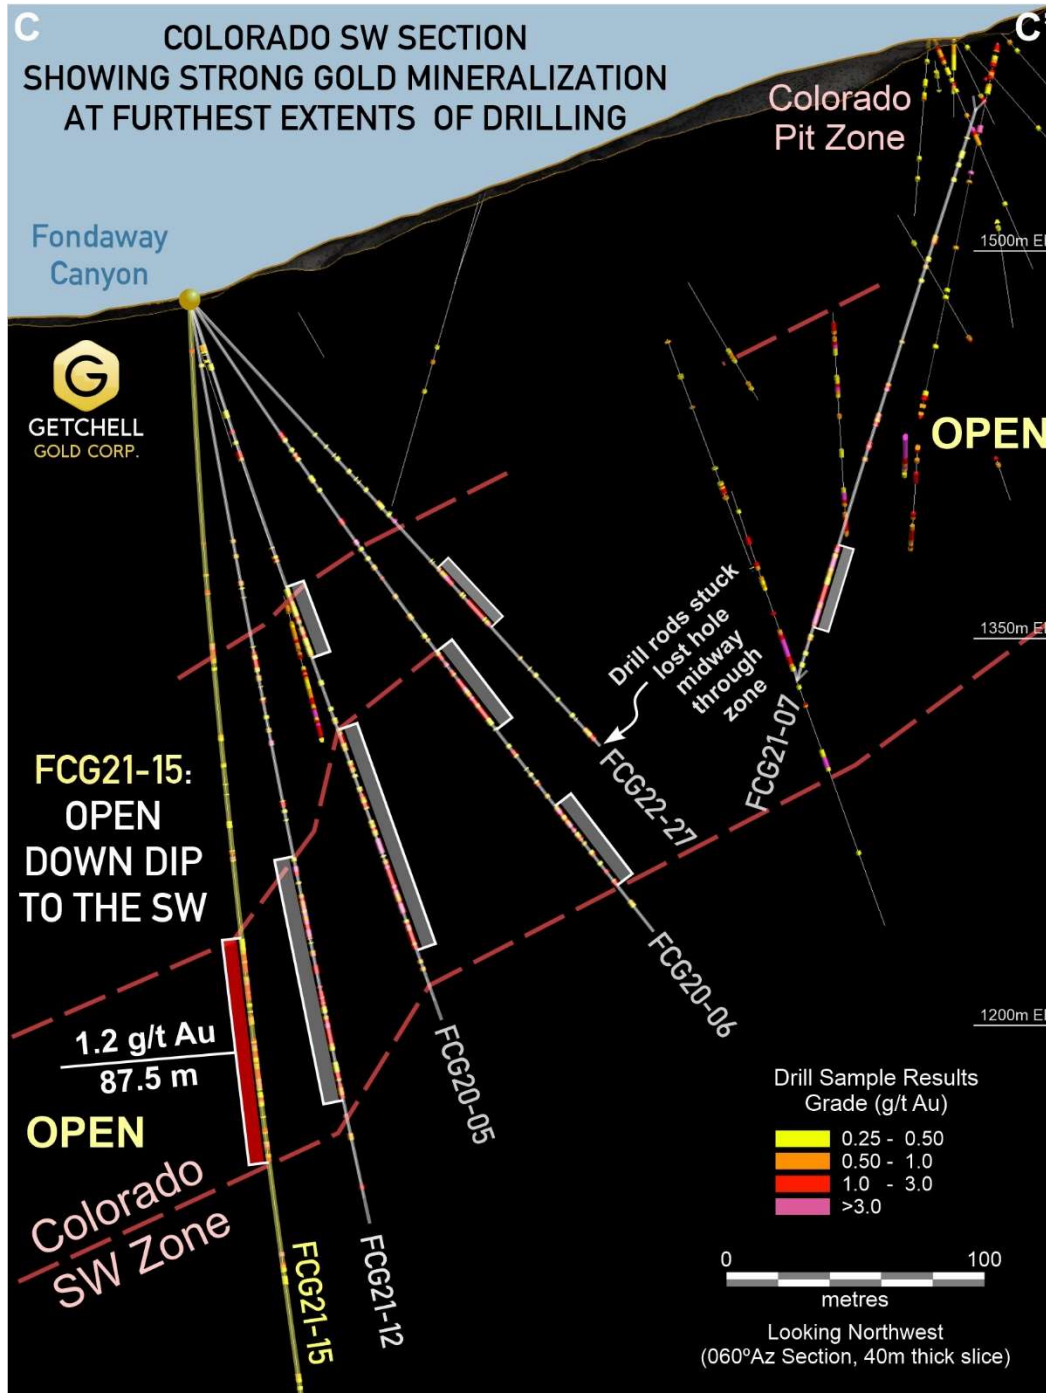 C
C'
COLORADO SW SECTION
SHOWING STRONG GOLD MINERALIZATION
AT FURTHEST EXTENTS OF DRILLING
Colorado
Pit Zone
Fondaway
Canyon
1500m El
G
GETCHELL
GOLD CORP.
OPEN
Drill rods stuck
lost hole
midway
through
zone
1350m El
FCG21-07
FCG22-27
FCG21-15:
OPEN
DOWN DIP
TO THE SW
FCG20-06
1200m El
1.2 g/t Au
87.5 m
FCG20-05
OPEN
Colorado
SW Zone
FCG21-12
FCG21-15
Drill Sample Results
Grade (g/t Au)
0.25 - 0.50
0.50 - 1.0
1.0 - 3.0
>3.0
0 100
metres
Looking Northwest
(060ºAz Section, 40m thick slice)